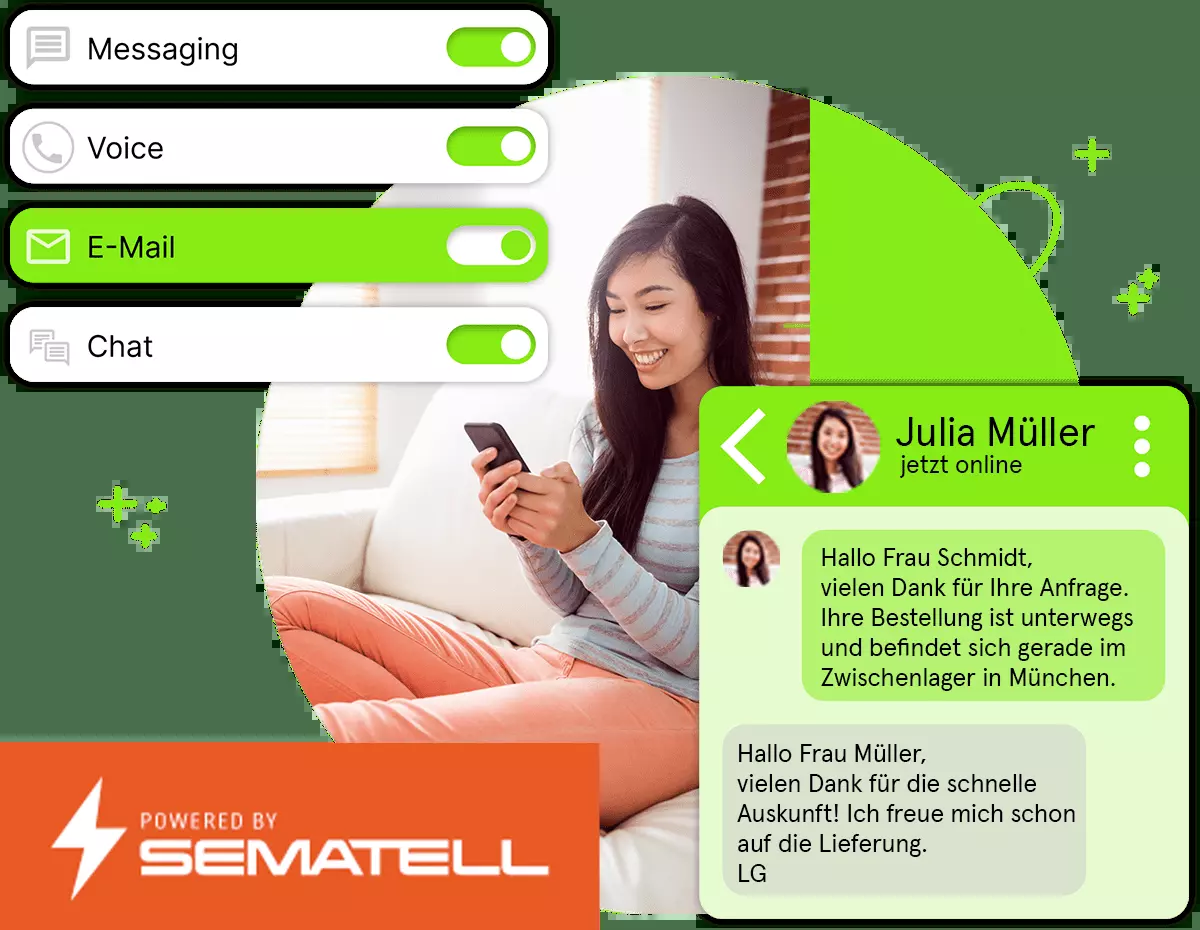 Messaging
Voice
E-Mail
Chat
Julia Müller
jetzt online
Hallo Frau Schmidt,
vielen Dank für Ihre Anfrage.
Ihre Bestellung ist unterwegs
und befindet sich gerade im
Zwischenlager in München.
Hallo Frau Müller,
vielen Dank für die schnelle
Auskunft! Ich freue mich schon
auf die Lieferung.
LG
POWERED BY
SEMATELL